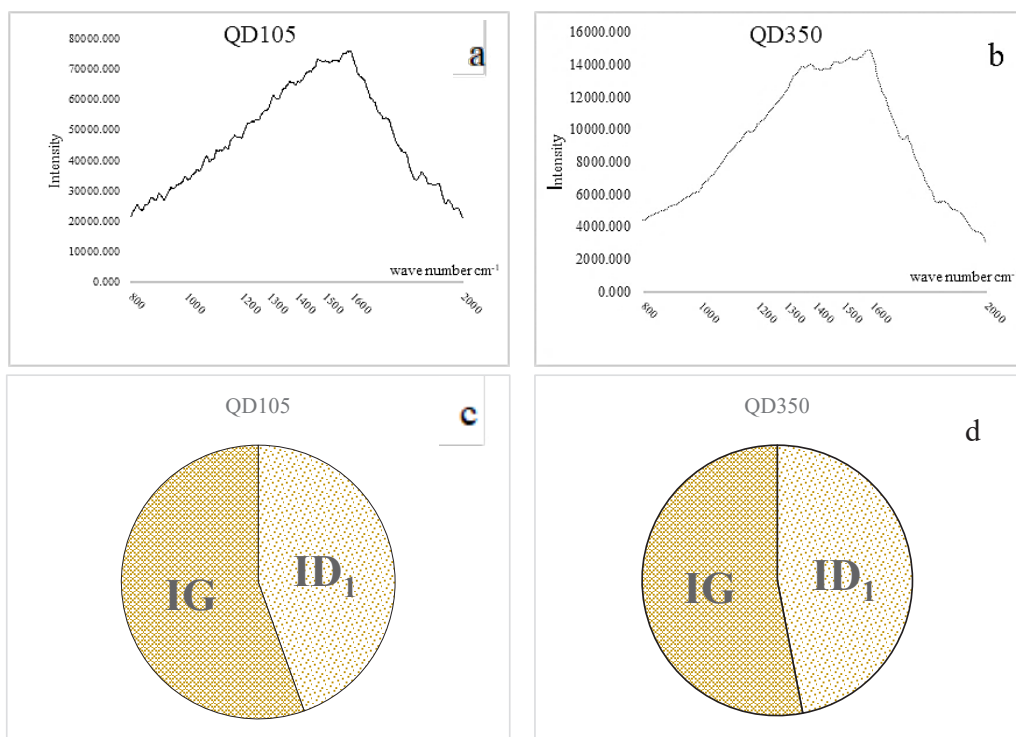 QD105
a
80000.000
70000.000
60000.000
50000.000
40000.000
30000.000
20000.000
10000.000
0.000
Intensity
wave number cm-1
800
1000
1200
1300
1400
1500
1600
2000
QD350
b
16000.000
14000.000
12000.000
10000.000
8000.000
6000.000
4000.000
2000.000
0.000
Intensity
wave number cm-
800
1000
1200
1300
1400
1500
1600
2000
QD105
c
IG
ID1
QD350
d
IG
ID1